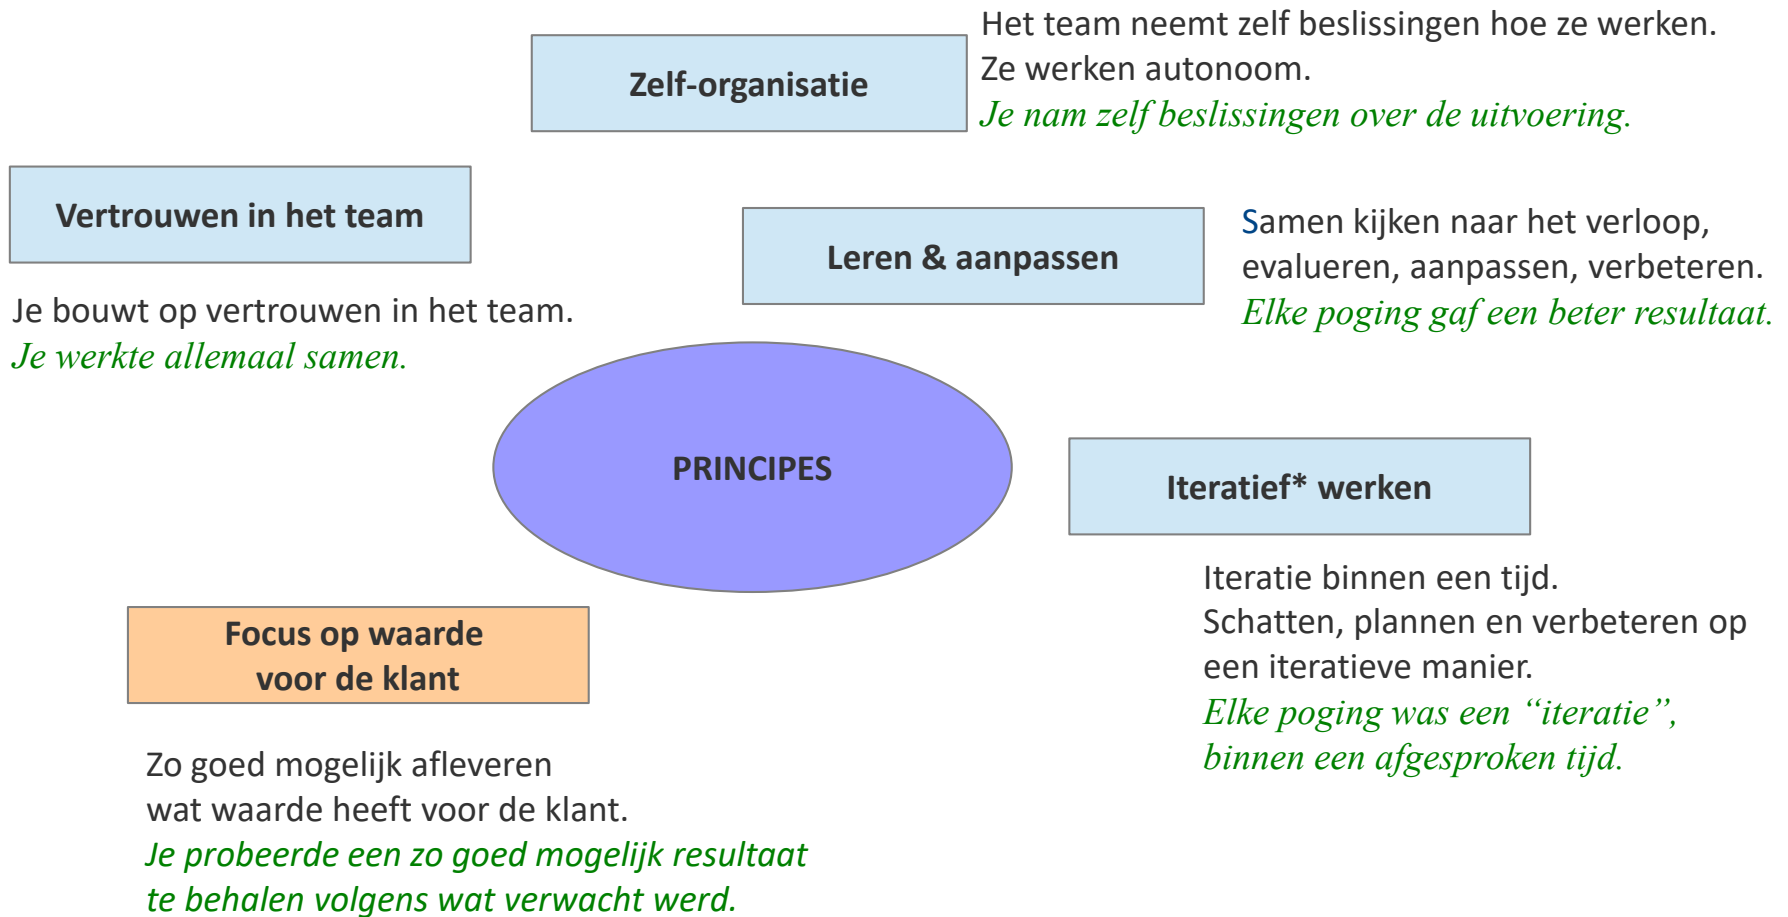 Zelf-organisatie
Het team neemt zelf beslissingen hoe ze werken.
Ze werken autonoom.
Je nam zelf beslissingen over de uitvoering.
Vertrouwen in het team
Je bouwt op vertrouwen in het team.
Je werkte allemaal samen.
Leren & aanpassen
Samen kijken naar het verloop,
evalueren, aanpassen, verbeteren.
Elke poging gaf een beter resultaat.
PRINCIPES
Iteratief* werken
Iteratie binnen een tijd.
Schatten, plannen en verbeteren op
een iteratieve manier.
Elke poging was een “iteratie”,
binnen een afgesproken tijd.
Focus op waarde
voor de klant
Zo goed mogelijk afleveren
wat waarde heeft voor de klant.
Je probeerde een zo goed mogelijk resultaat
te behalen volgens wat verwacht werd.